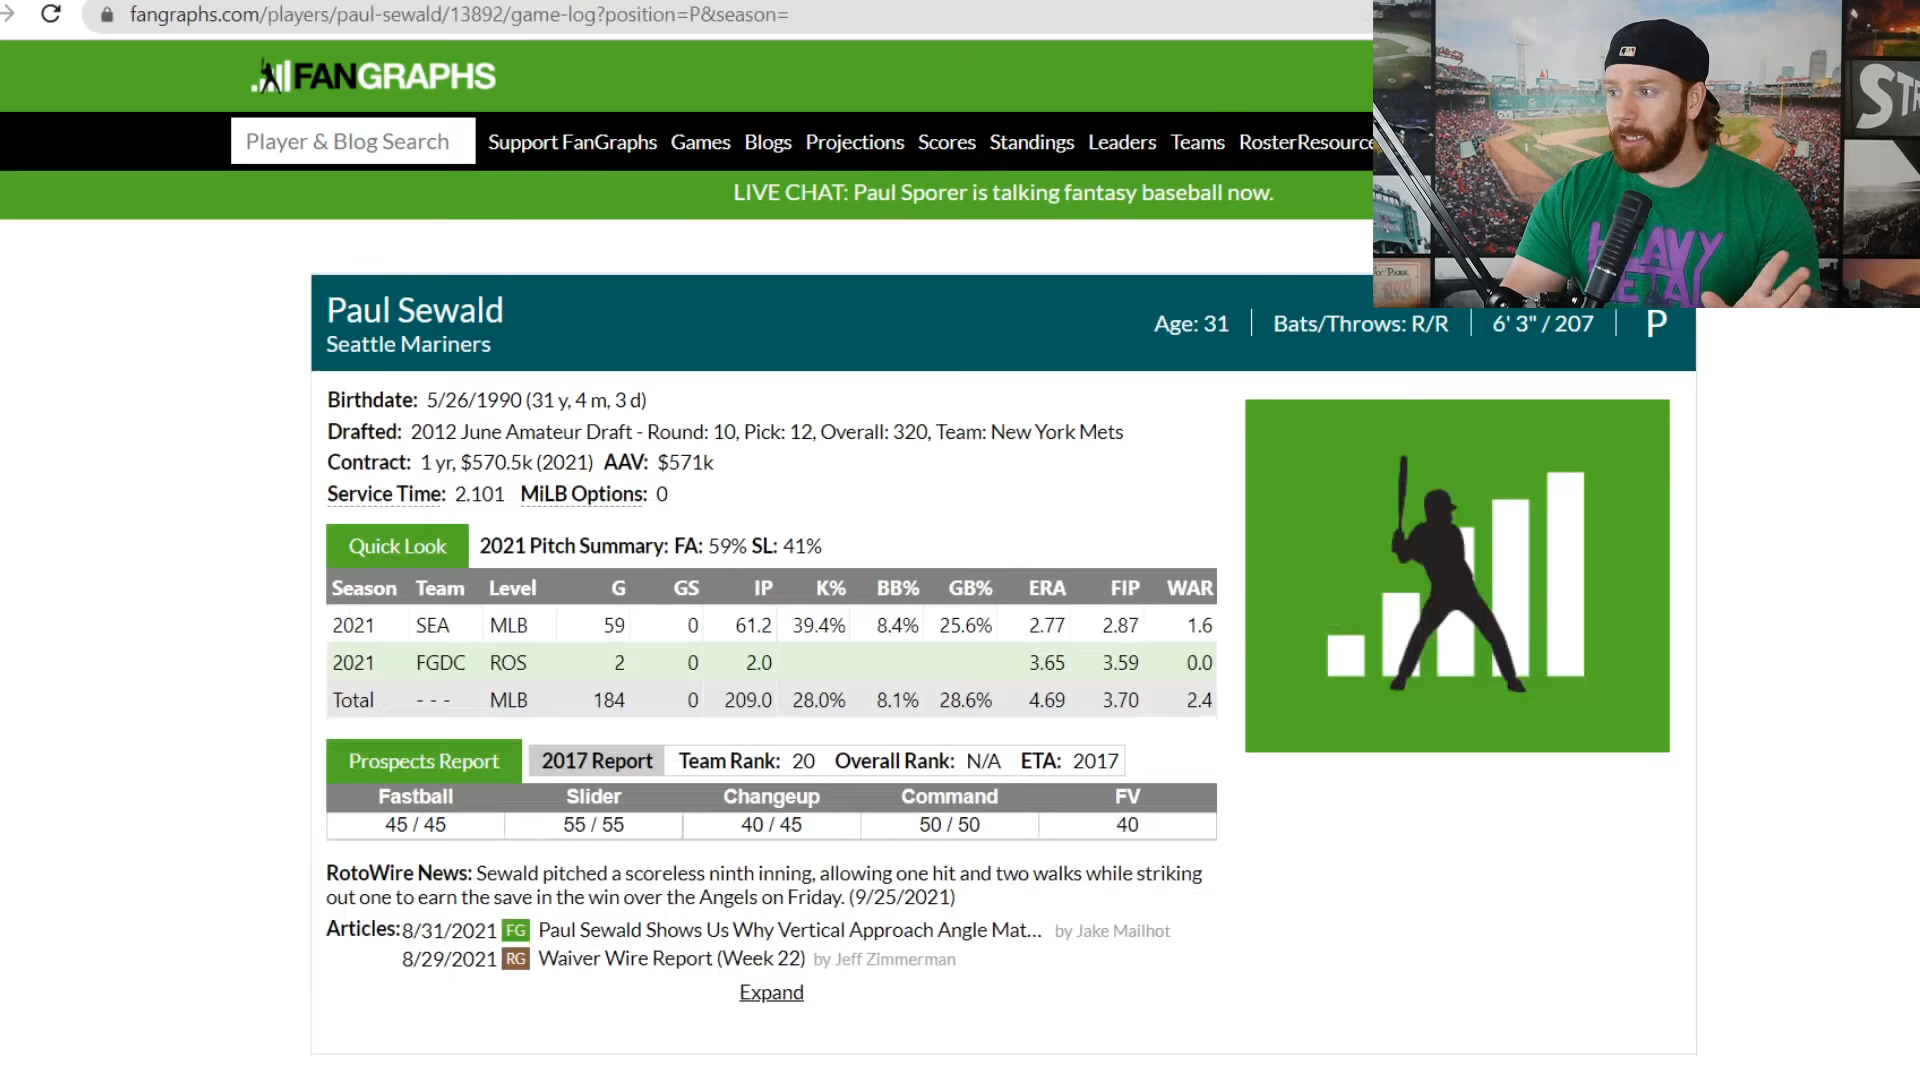 fangraphs.com/players/paul-sewald/13892/game-log?position=P&season=
FANGRAPHS
Player & Blog Search Support FanGraphs Games Blogs Projections Scores Standings Leaders Teams RosterResource
LIVE CHAT: Paul Sporer is talking fantasy baseball now.
HEAVY
METAL
Paul Sewald
Seattle Mariners
Age: 31 Bats/Throws: R/R 6' 3" / 207 P
Birthdate: 5/26/1990 (31 y, 4 m, 3 d)
Drafted: 2012 June Amateur Draft - Round: 10, Pick: 12, Overall: 320, Team: New York Mets
Contract: 1 yr, $570.5k (2021) AAV: $571k
Service Time: 2.101 MiLB Options: 0
Quick Look 2021 Pitch Summary: FA: 59% SL: 41%
Season Team Level G GS IP K% BB% GB% ERA FIP WAR
2021 SEA MLB 59 0 61.2 39.4% 8.4% 25.6% 2.77 2.87 1.6
2021 FGDC ROS 2 0 2.0 3.65 3.59 0.0
Total - - - MLB 184 0 209.0 28.0% 8.1% 28.6% 4.69 3.70 2.4
Prospects Report 2017 Report Team Rank: 20 Overall Rank: N/A ETA: 2017
Fastball Slider Changeup Command FV
45 / 45 55 / 55 40 / 45 50 / 50 40
RotoWire News: Sewald pitched a scoreless ninth inning, allowing one hit and two walks while striking
out one to earn the save in the win over the Angels on Friday. (9/25/2021)
Articles: 8/31/2021 FG Paul Sewald Shows Us Why Vertical Approach Angle Mat... by Jake Mailhot
8/29/2021 RG Waiver Wire Report (Week 22) by Jeff Zimmerman
Expand